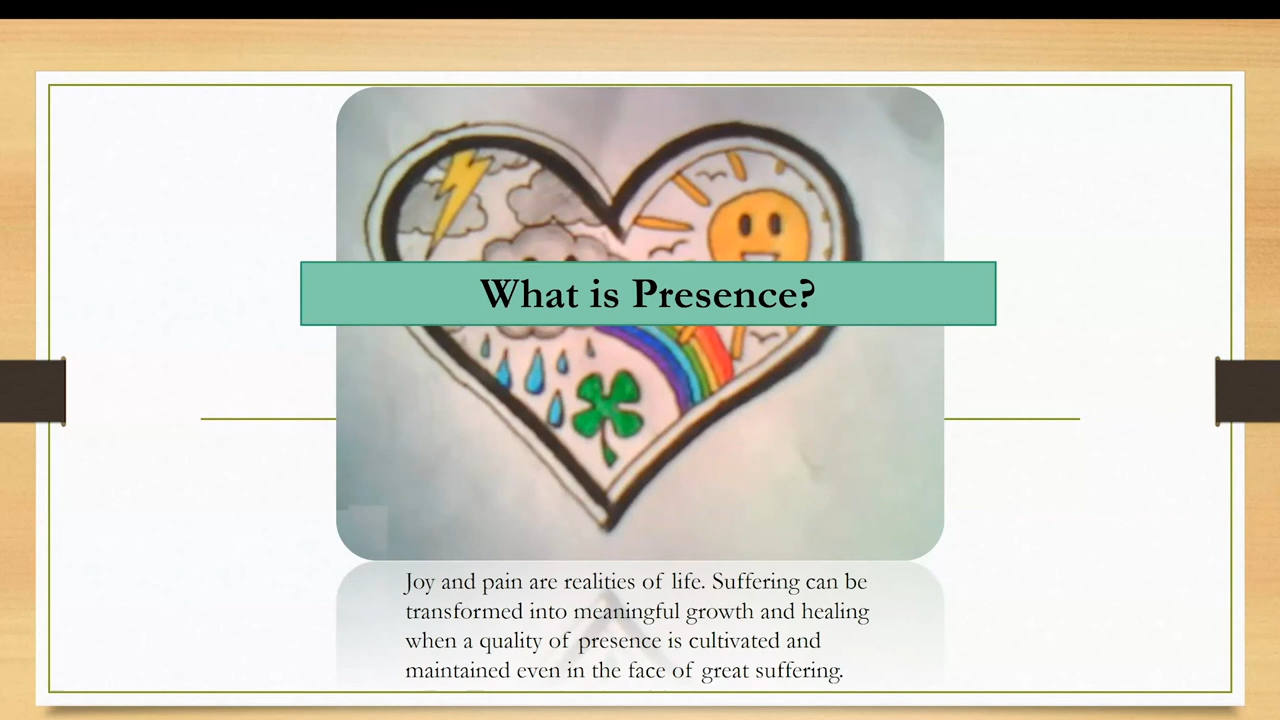 What is Presence?
Joy and pain are realities of life. Suffering can be
transformed into meaningful growth and healing
when a quality of presence is cultivated and
maintained even in the face of great suffering.